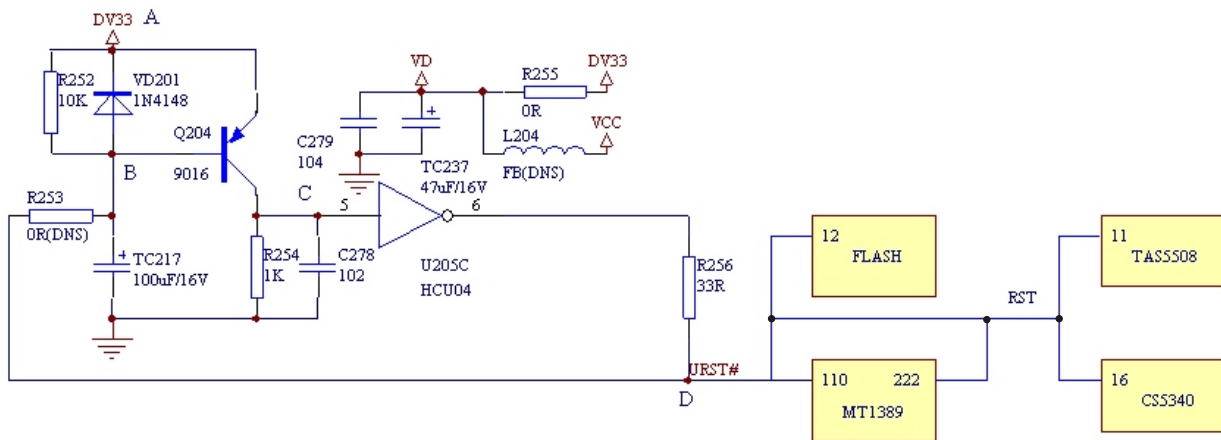 DV33
A
R252
10K
VD201
1N4148
Q204
9016
B
R253
0R(DNS)
TC217
100uF/16V
C
R254
1K
C278
102
C279
104
VD
+
TC237
47uF/16V
R255
0R
DV33
L204
FB(DNS)
VCC
5
6
U205C
HCU04
+
R256
33R
URST#
D
12
FLASH
110
222
MT1389
RST
11
TAS5508
16
CS5340